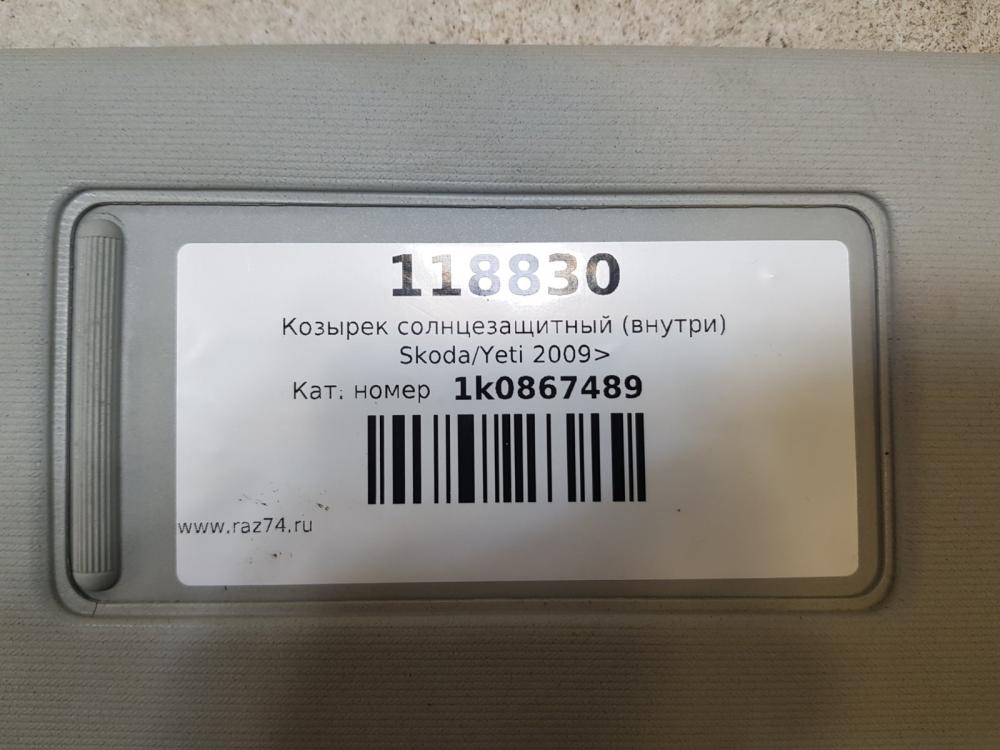 118830
Козырек солнцезащитный (внутри)
Skoda/Yeti 2009>
Кат. номер 1k0867489
www.raz74.ru